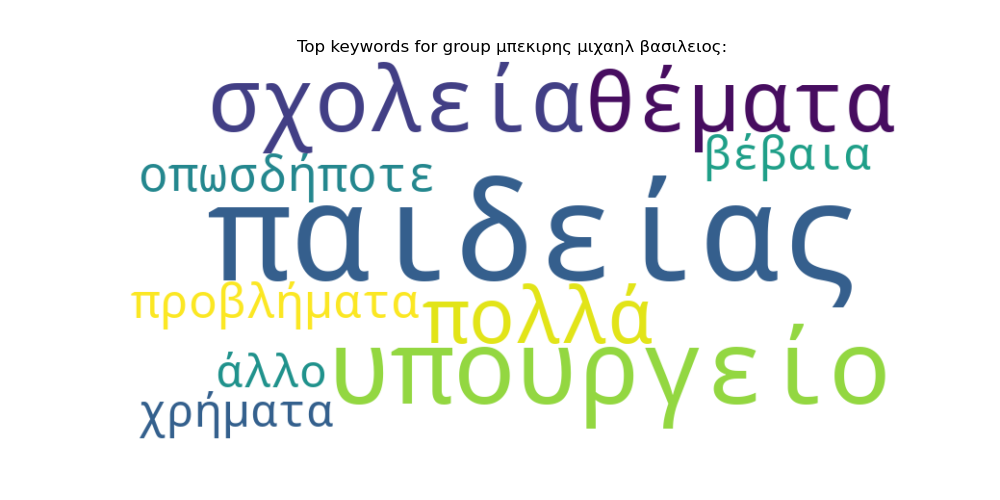 Top keywords for group μπεκιρης μιχαηλ βασιλειος:
σχολεία θέματα
βέβαια
οπωσδήποτε
παιδείας
προβλήματα πολλά
άλλο υπουργείο
χρήματα